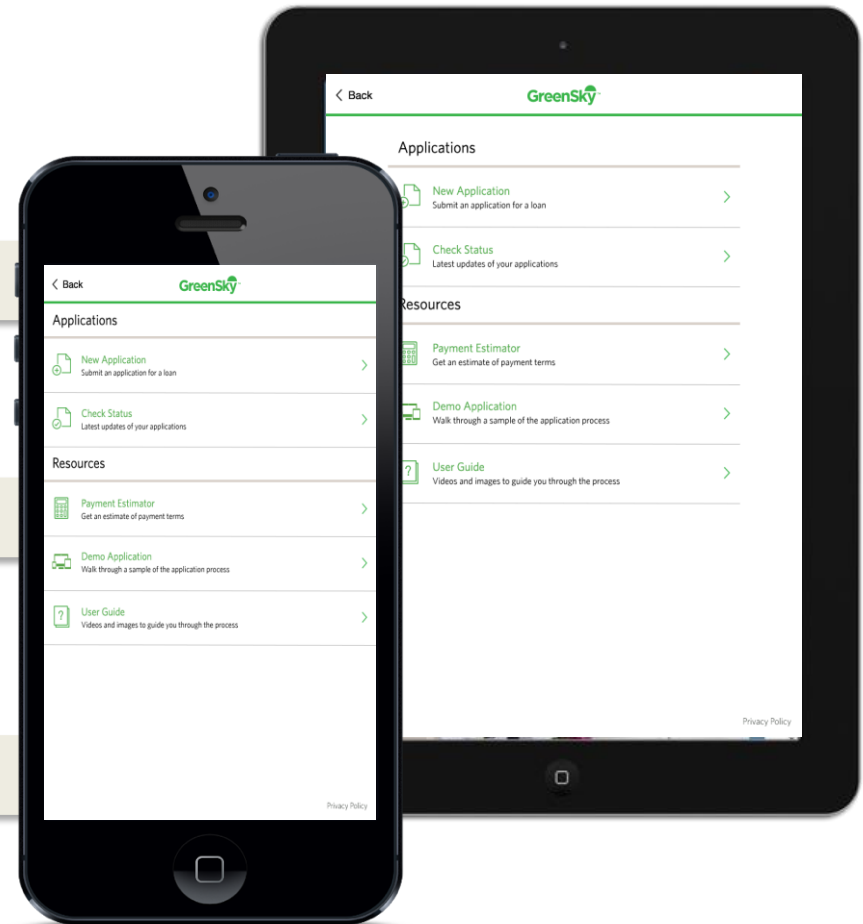 Back
GreenSky
Applications
New Application
Submit an application for a loan
Check Status
Latest updates of your applications
Resources
Payment Estimator
Get an estimate of payment terms
Demo Application
Walk through a sample of the application process
? User Guide
Videos and images to guide you through the process
Privacy Policy
Back
GreenSky
Applications
New Application
Submit an application for a loan
Check Status
Latest updates of your applications
Resources
Payment Estimator
Get an estimate of payment terms
Demo Application
Walk through a sample of the application process
? User Guide
Videos and images to guide you through the process
Privacy Policy